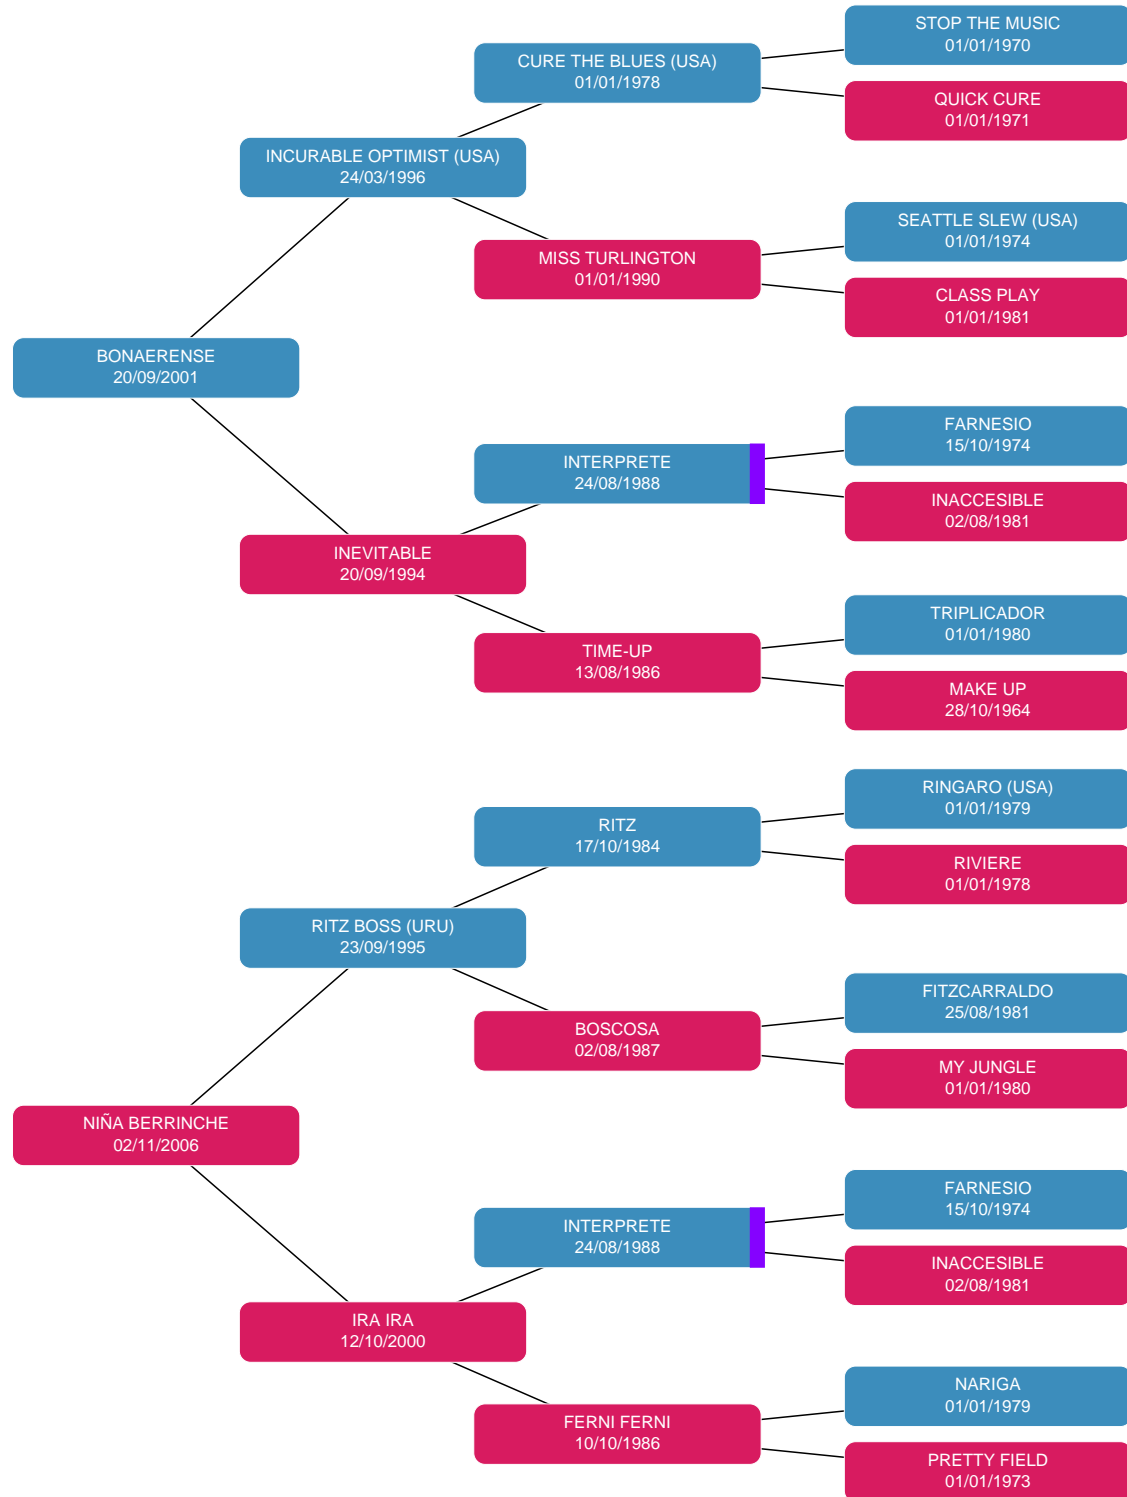 STOP THE MUSIC
01/01/1970
CURE THE BLUES (USA)
01/01/1978
QUICK CURE
01/01/1971
INCURABLE OPTIMIST (USA)
24/03/1996
SEATTLE SLEW (USA)
01/01/1974
MISS TURLINGTON
01/01/1990
CLASS PLAY
01/01/1981
BONAERENSE
20/09/2001
FARNESIO
15/10/1974
INTERPRETE
24/08/1988
INACCESIBLE
02/08/1981
INEVITABLE
20/09/1994
TRIPLICADOR
01/01/1980
TIME-UP
13/08/1986
MAKE UP
28/10/1964
RINGARO (USA)
01/01/1979
RITZ
17/10/1984
RIVIERE
01/01/1978
RITZ BOSS (URU)
23/09/1995
FITZCARRALDO
25/08/1981
BOSCOSA
02/08/1987
MY JUNGLE
01/01/1980
NIÑA BERRINCHE
02/11/2006
FARNESIO
15/10/1974
INTERPRETE
24/08/1988
INACCESIBLE
02/08/1981
IRA IRA
12/10/2000
NARIGA
01/01/1979
FERNI FERNI
10/10/1986
PRETTY FIELD
01/01/1973